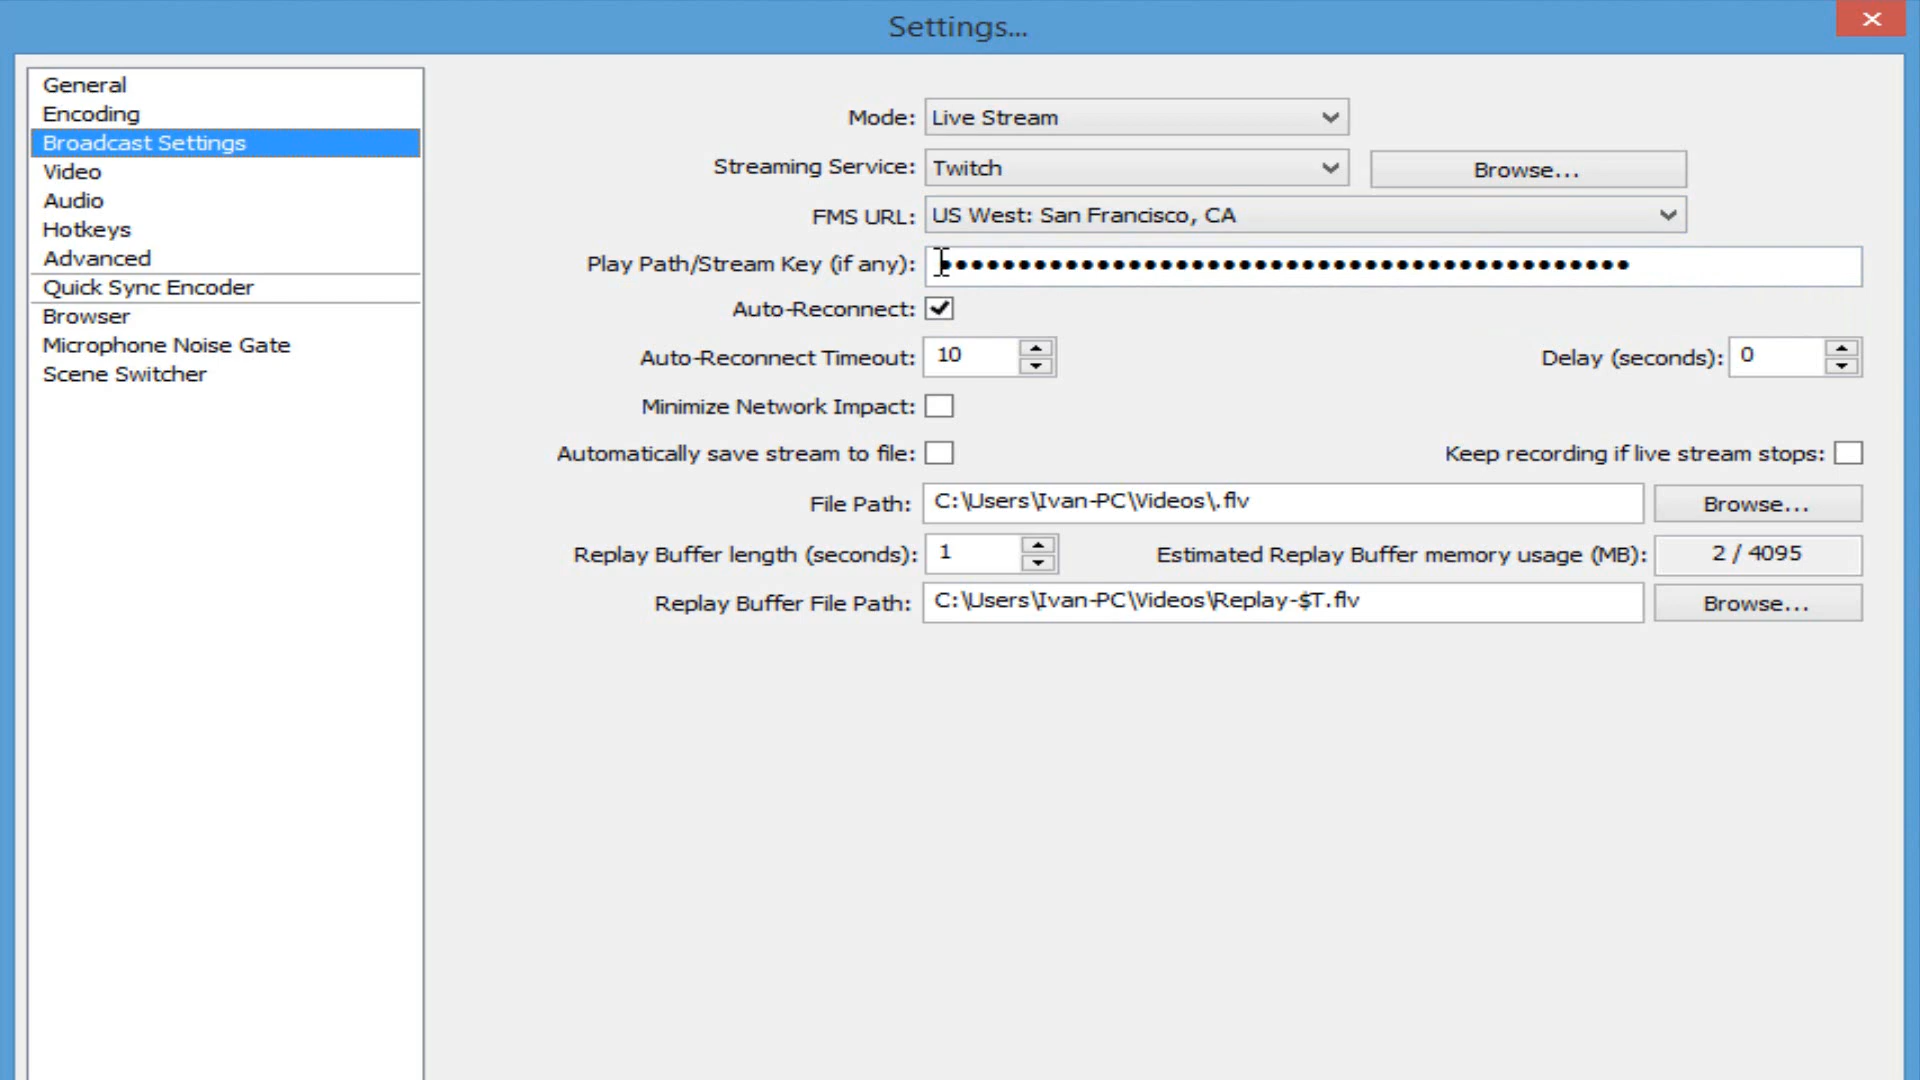 Settings...
General
Encoding
Broadcast Settings
Video
Audio
Hotkeys
Advanced
Quick Sync Encoder
Browser
Microphone Noise Gate
Scene Switcher
Mode: Live Stream
Streaming Service: Twitch Browse...
FMS URL: US West: San Francisco, CA
Play Path/Stream Key (if any): ••••••••••••••••••••••••••••••••••••••••••••
Auto-Reconnect:
Auto-Reconnect Timeout: 10 Delay (seconds): 0
Minimize Network Impact:
Automatically save stream to file: Keep recording if live stream stops:
File Path: C:\Users\Ivan-PC\Videos\.flv Browse...
Replay Buffer length (seconds): 1 Estimated Replay Buffer memory usage (MB): 2 / 4095
Replay Buffer File Path: C:\Users\Ivan-PC\Videos\Replay-$T.flv Browse...